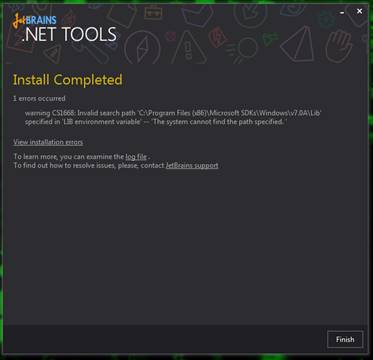 JETBRAINS
.NET TOOLS
Install Completed
1 errors occurred
warning CS1668: Invalid search path 'C:\Program Files (x86)\Microsoft SDKs\Windows\v7.0A\Lib'
specified in 'LIB environment variable' -- 'The system cannot find the path specified. '
View installation errors
To learn more, you can examine the log file .
To find out how to resolve issues, please, contact JetBrains support
Finish